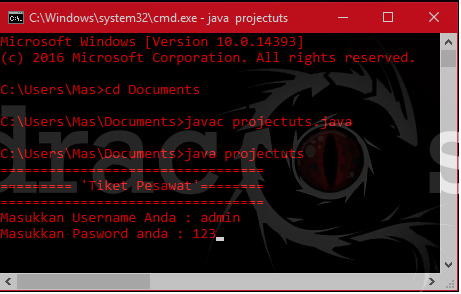 C:\Windows\system32\cmd.exe - java  projectuts
Microsoft Windows [Version 10.0.14393]
(c) 2016 Microsoft Corporation. All rights reserved.
C:\Users\Mas>cd Documents
C:\Users\Mas\Documents>javac projectuts.java
C:\Users\Mas\Documents>java projectuts
=================================
========= 'Tiket Pesawat'========
=================================
Masukkan Username Anda : admin
Masukkan Pasword anda : 123
drac s